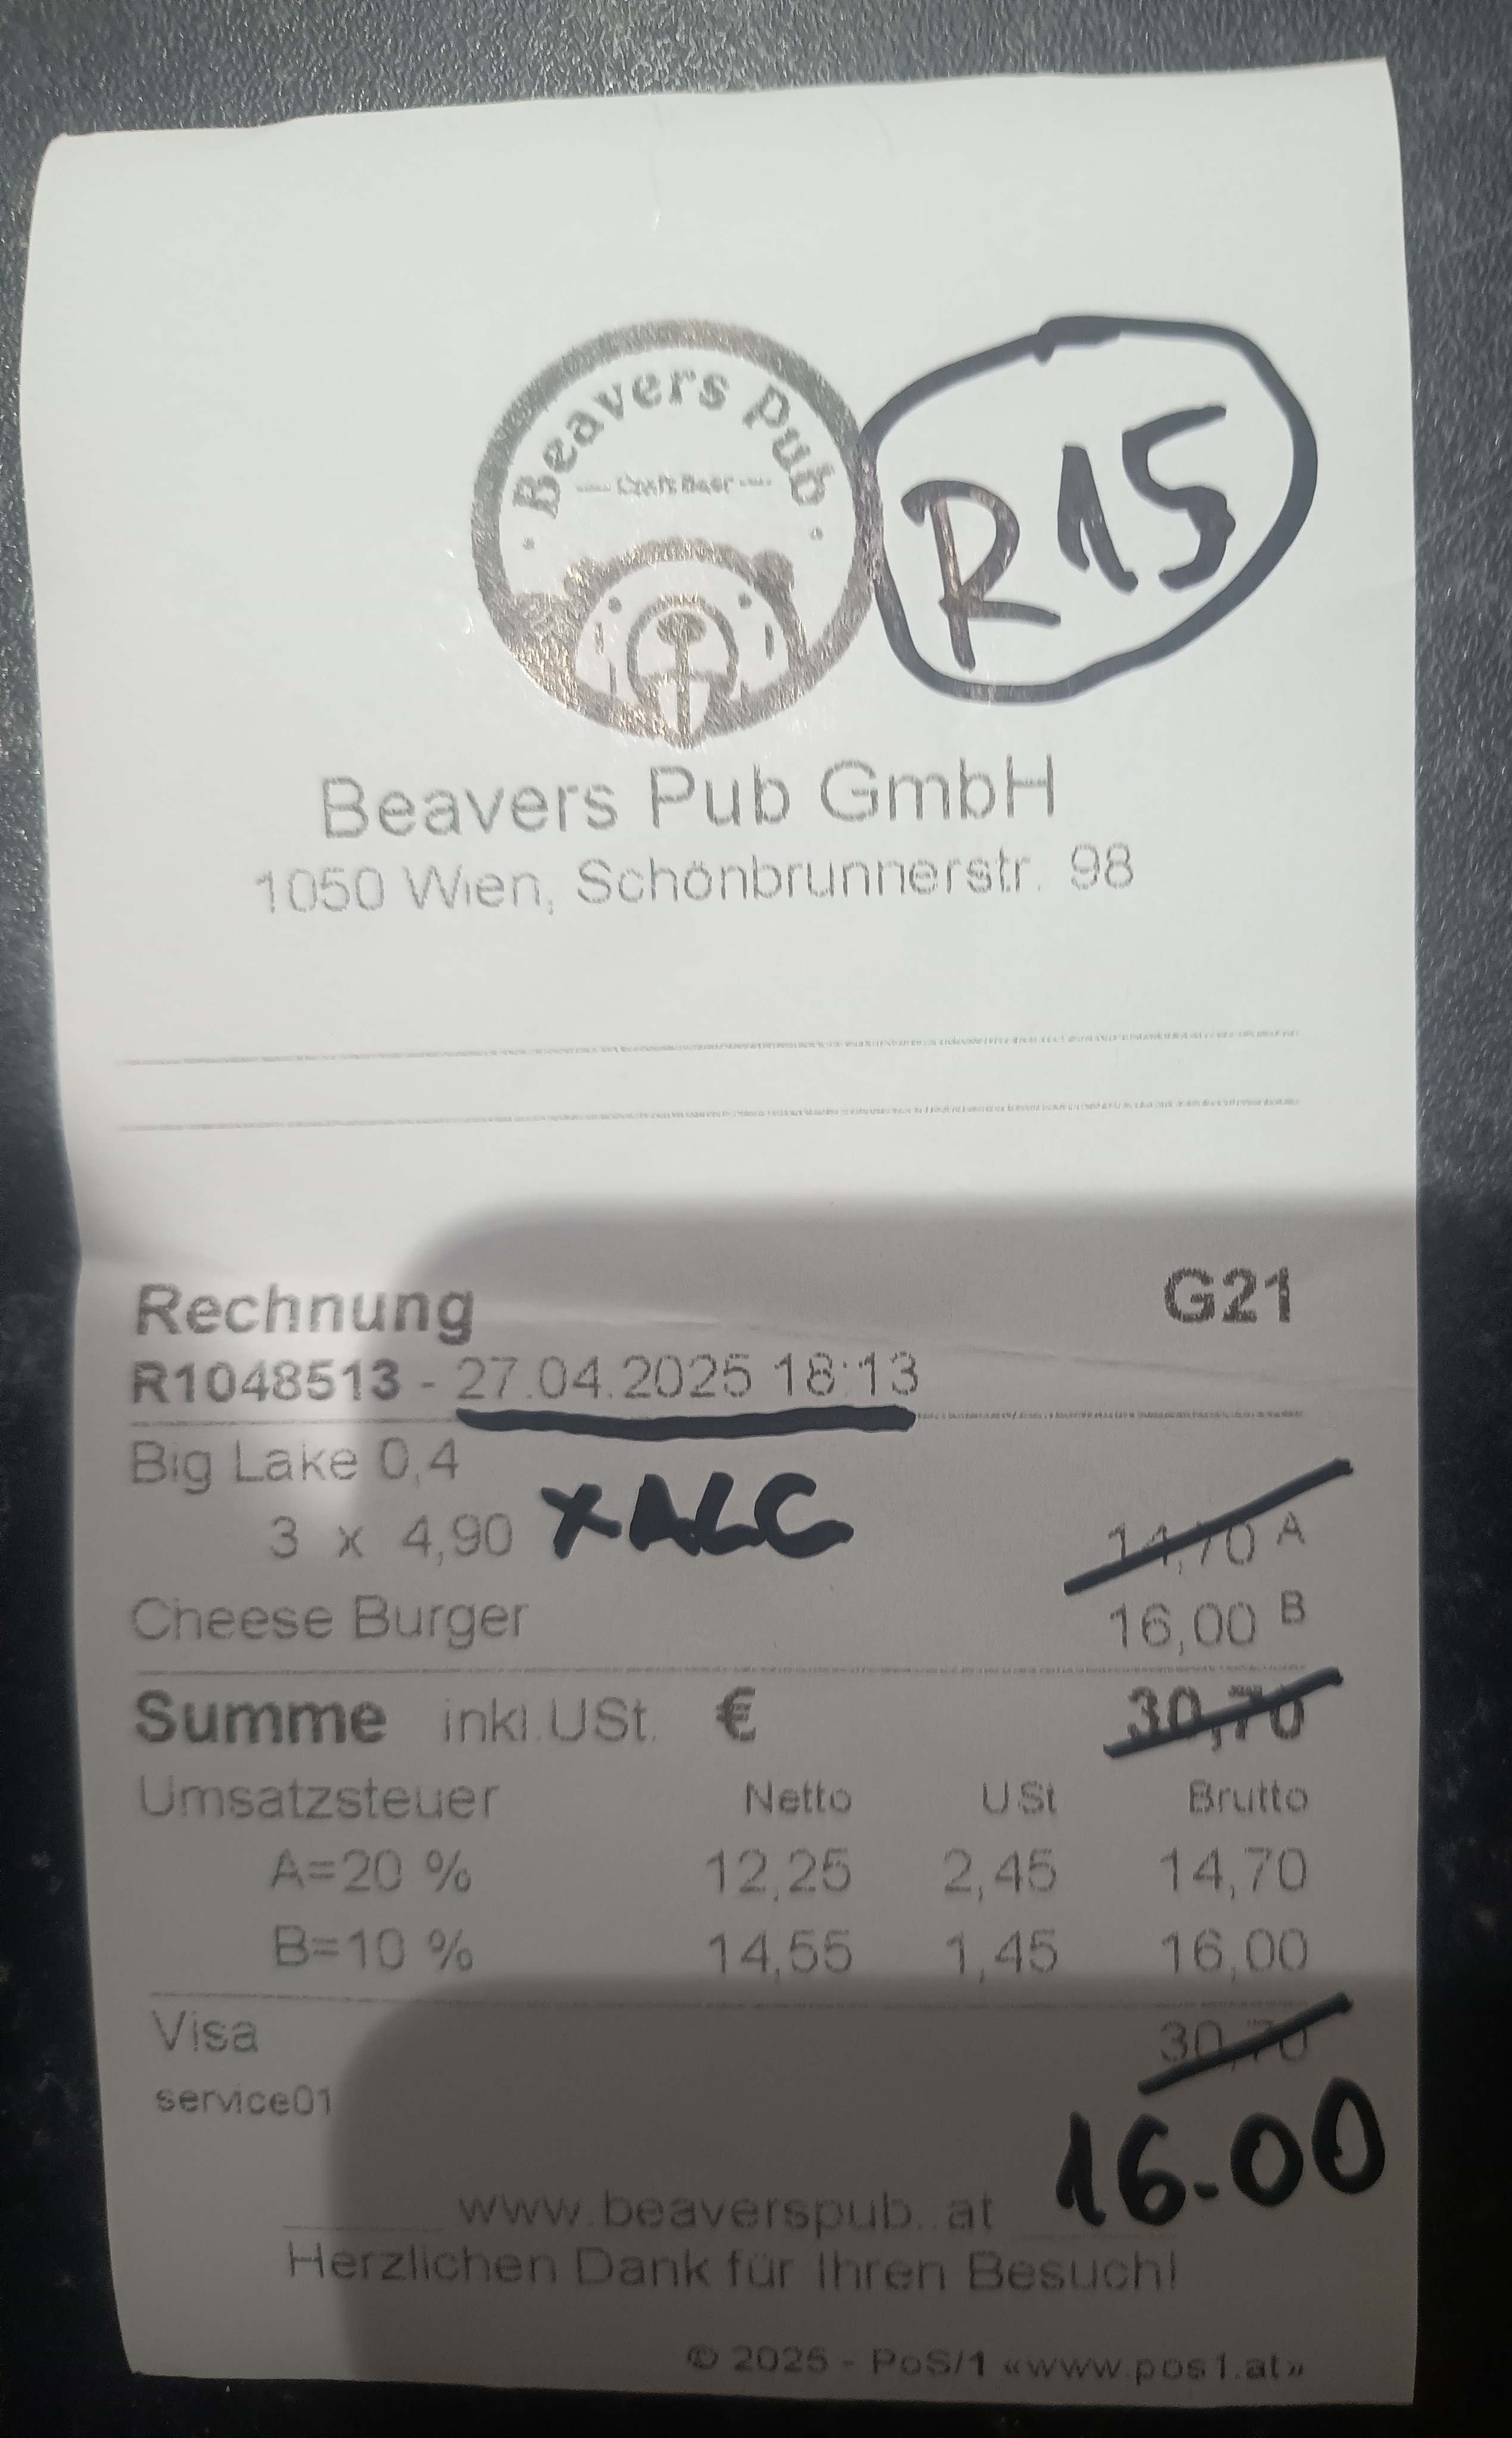 Beavers Pub
Craft Beer
R15
Beavers Pub GmbH
1050 Wien, Schönbrunnerstr. 98
Rechnung G21
R1048513 - 27.04.2025 18:13
Big Lake 0,4
3 x 4,90 XALC 14,70 A
Cheese Burger 16,00 B
Summe inkl.USt. € 30,70
Umsatzsteuer Netto USt Brutto
A=20 % 12,25 2,45 14,70
B=10 % 14,55 1,45 16,00
Visa 30,70
service01
16.00
www.beaverspub.at
Herzlichen Dank für Ihren Besuch!
© 2025 - PoS/1 «www.pos1.at»